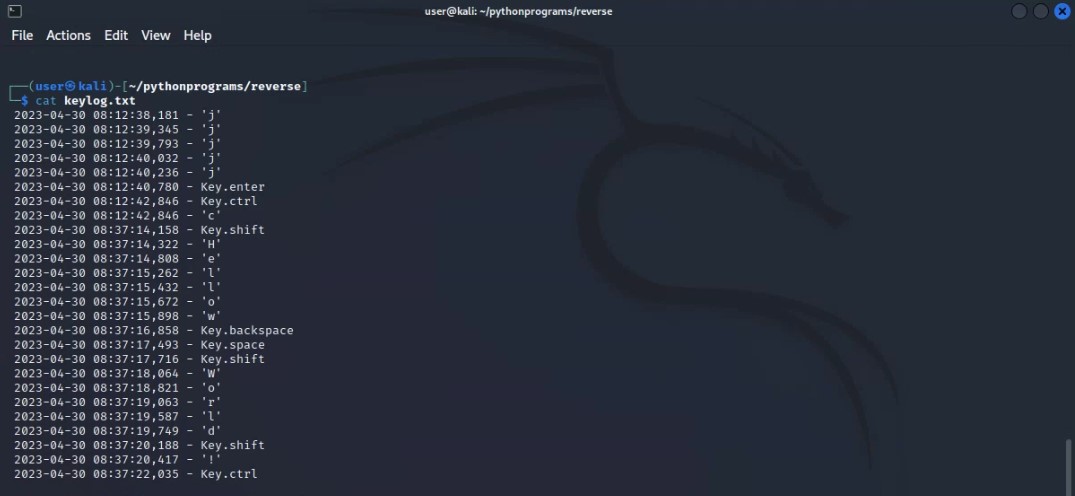 user@kali: ~/pythonprograms/reverse
File Actions Edit View Help
┌──(user㉿kali)-[~/pythonprograms/reverse]
└─$ cat keylog.txt
2023-04-30 08:12:38,181 - 'j'
2023-04-30 08:12:39,345 - 'j'
2023-04-30 08:12:39,793 - 'j'
2023-04-30 08:12:40,032 - 'j'
2023-04-30 08:12:40,236 - 'j'
2023-04-30 08:12:40,780 - Key.enter
2023-04-30 08:12:42,846 - Key.ctrl
2023-04-30 08:12:42,846 - 'c'
2023-04-30 08:37:14,158 - Key.shift
2023-04-30 08:37:14,322 - 'H'
2023-04-30 08:37:14,808 - 'e'
2023-04-30 08:37:15,262 - 'l'
2023-04-30 08:37:15,432 - 'l'
2023-04-30 08:37:15,672 - 'o'
2023-04-30 08:37:15,898 - 'w'
2023-04-30 08:37:16,858 - Key.backspace
2023-04-30 08:37:17,493 - Key.space
2023-04-30 08:37:17,716 - Key.shift
2023-04-30 08:37:18,064 - 'W'
2023-04-30 08:37:18,821 - 'o'
2023-04-30 08:37:19,063 - 'r'
2023-04-30 08:37:19,587 - 'l'
2023-04-30 08:37:19,749 - 'd'
2023-04-30 08:37:20,188 - Key.shift
2023-04-30 08:37:20,417 - '!'
2023-04-30 08:37:22,035 - Key.ctrl